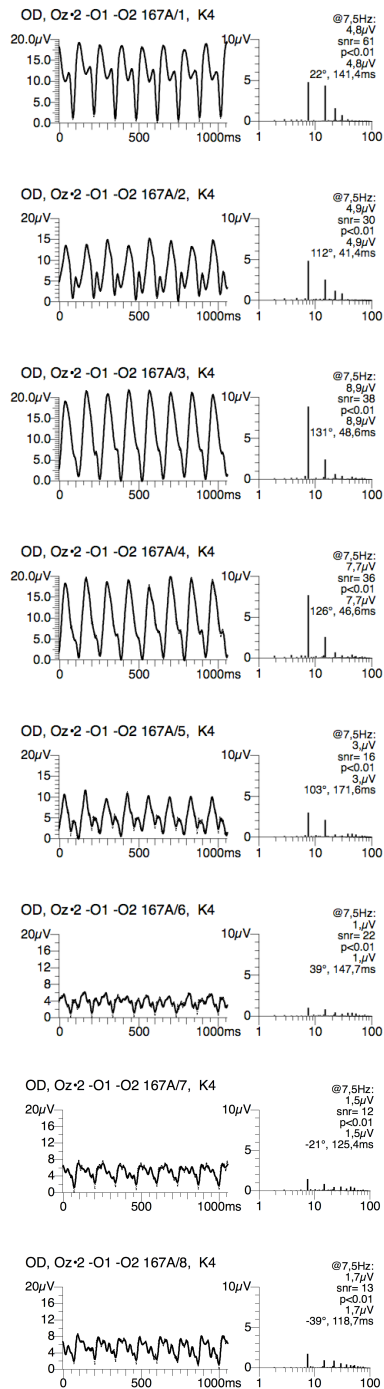 OD, Oz•2 -O1 -O2 167A/1, K4
@7,5Hz:
4,8µV
snr= 61
p<0.01
4,8µV
22°, 141,4ms
20.0µV
15.0
10.0
5.0
0.0
0 500 1000ms
10µV
5
0
1 10 100
OD, Oz•2 -O1 -O2 167A/2, K4
@7,5Hz:
4,9µV
snr= 30
p<0.01
4,9µV
112°, 41,4ms
20µV
15
10
5
0
0 500 1000ms
10µV
5
0
1 10 100
OD, Oz•2 -O1 -O2 167A/3, K4
@7,5Hz:
8,9µV
snr= 38
p<0.01
8,9µV
131°, 48,6ms
20.0µV
15.0
10.0
5.0
0.0
0 500 1000ms
10µV
5
0
1 10 100
OD, Oz•2 -O1 -O2 167A/4, K4
@7,5Hz:
7,7µV
snr= 36
p<0.01
7,7µV
126°, 46,6ms
20.0µV
15.0
10.0
5.0
0.0
0 500 1000ms
10µV
5
0
1 10 100
OD, Oz•2 -O1 -O2 167A/5, K4
@7,5Hz:
3,µV
snr= 16
p<0.01
3,µV
103°, 171,6ms
20µV
15
10
5
0
0 500 1000ms
10µV
5
0
1 10 100
OD, Oz•2 -O1 -O2 167A/6, K4
@7,5Hz:
1,µV
snr= 22
p<0.01
1,µV
39°, 147,7ms
20µV
16
12
8
4
0
0 500 1000ms
10µV
5
0
1 10 100
OD, Oz•2 -O1 -O2 167A/7, K4
@7,5Hz:
1,5µV
snr= 12
p<0.01
1,5µV
-21°, 125,4ms
20µV
16
12
8
4
0
0 500 1000ms
10µV
5
0
1 10 100
OD, Oz•2 -O1 -O2 167A/8, K4
@7,5Hz:
1,7µV
snr= 13
p<0.01
1,7µV
-39°, 118,7ms
20µV
16
12
8
4
0
0 500 1000ms
10µV
5
0
1 10 100